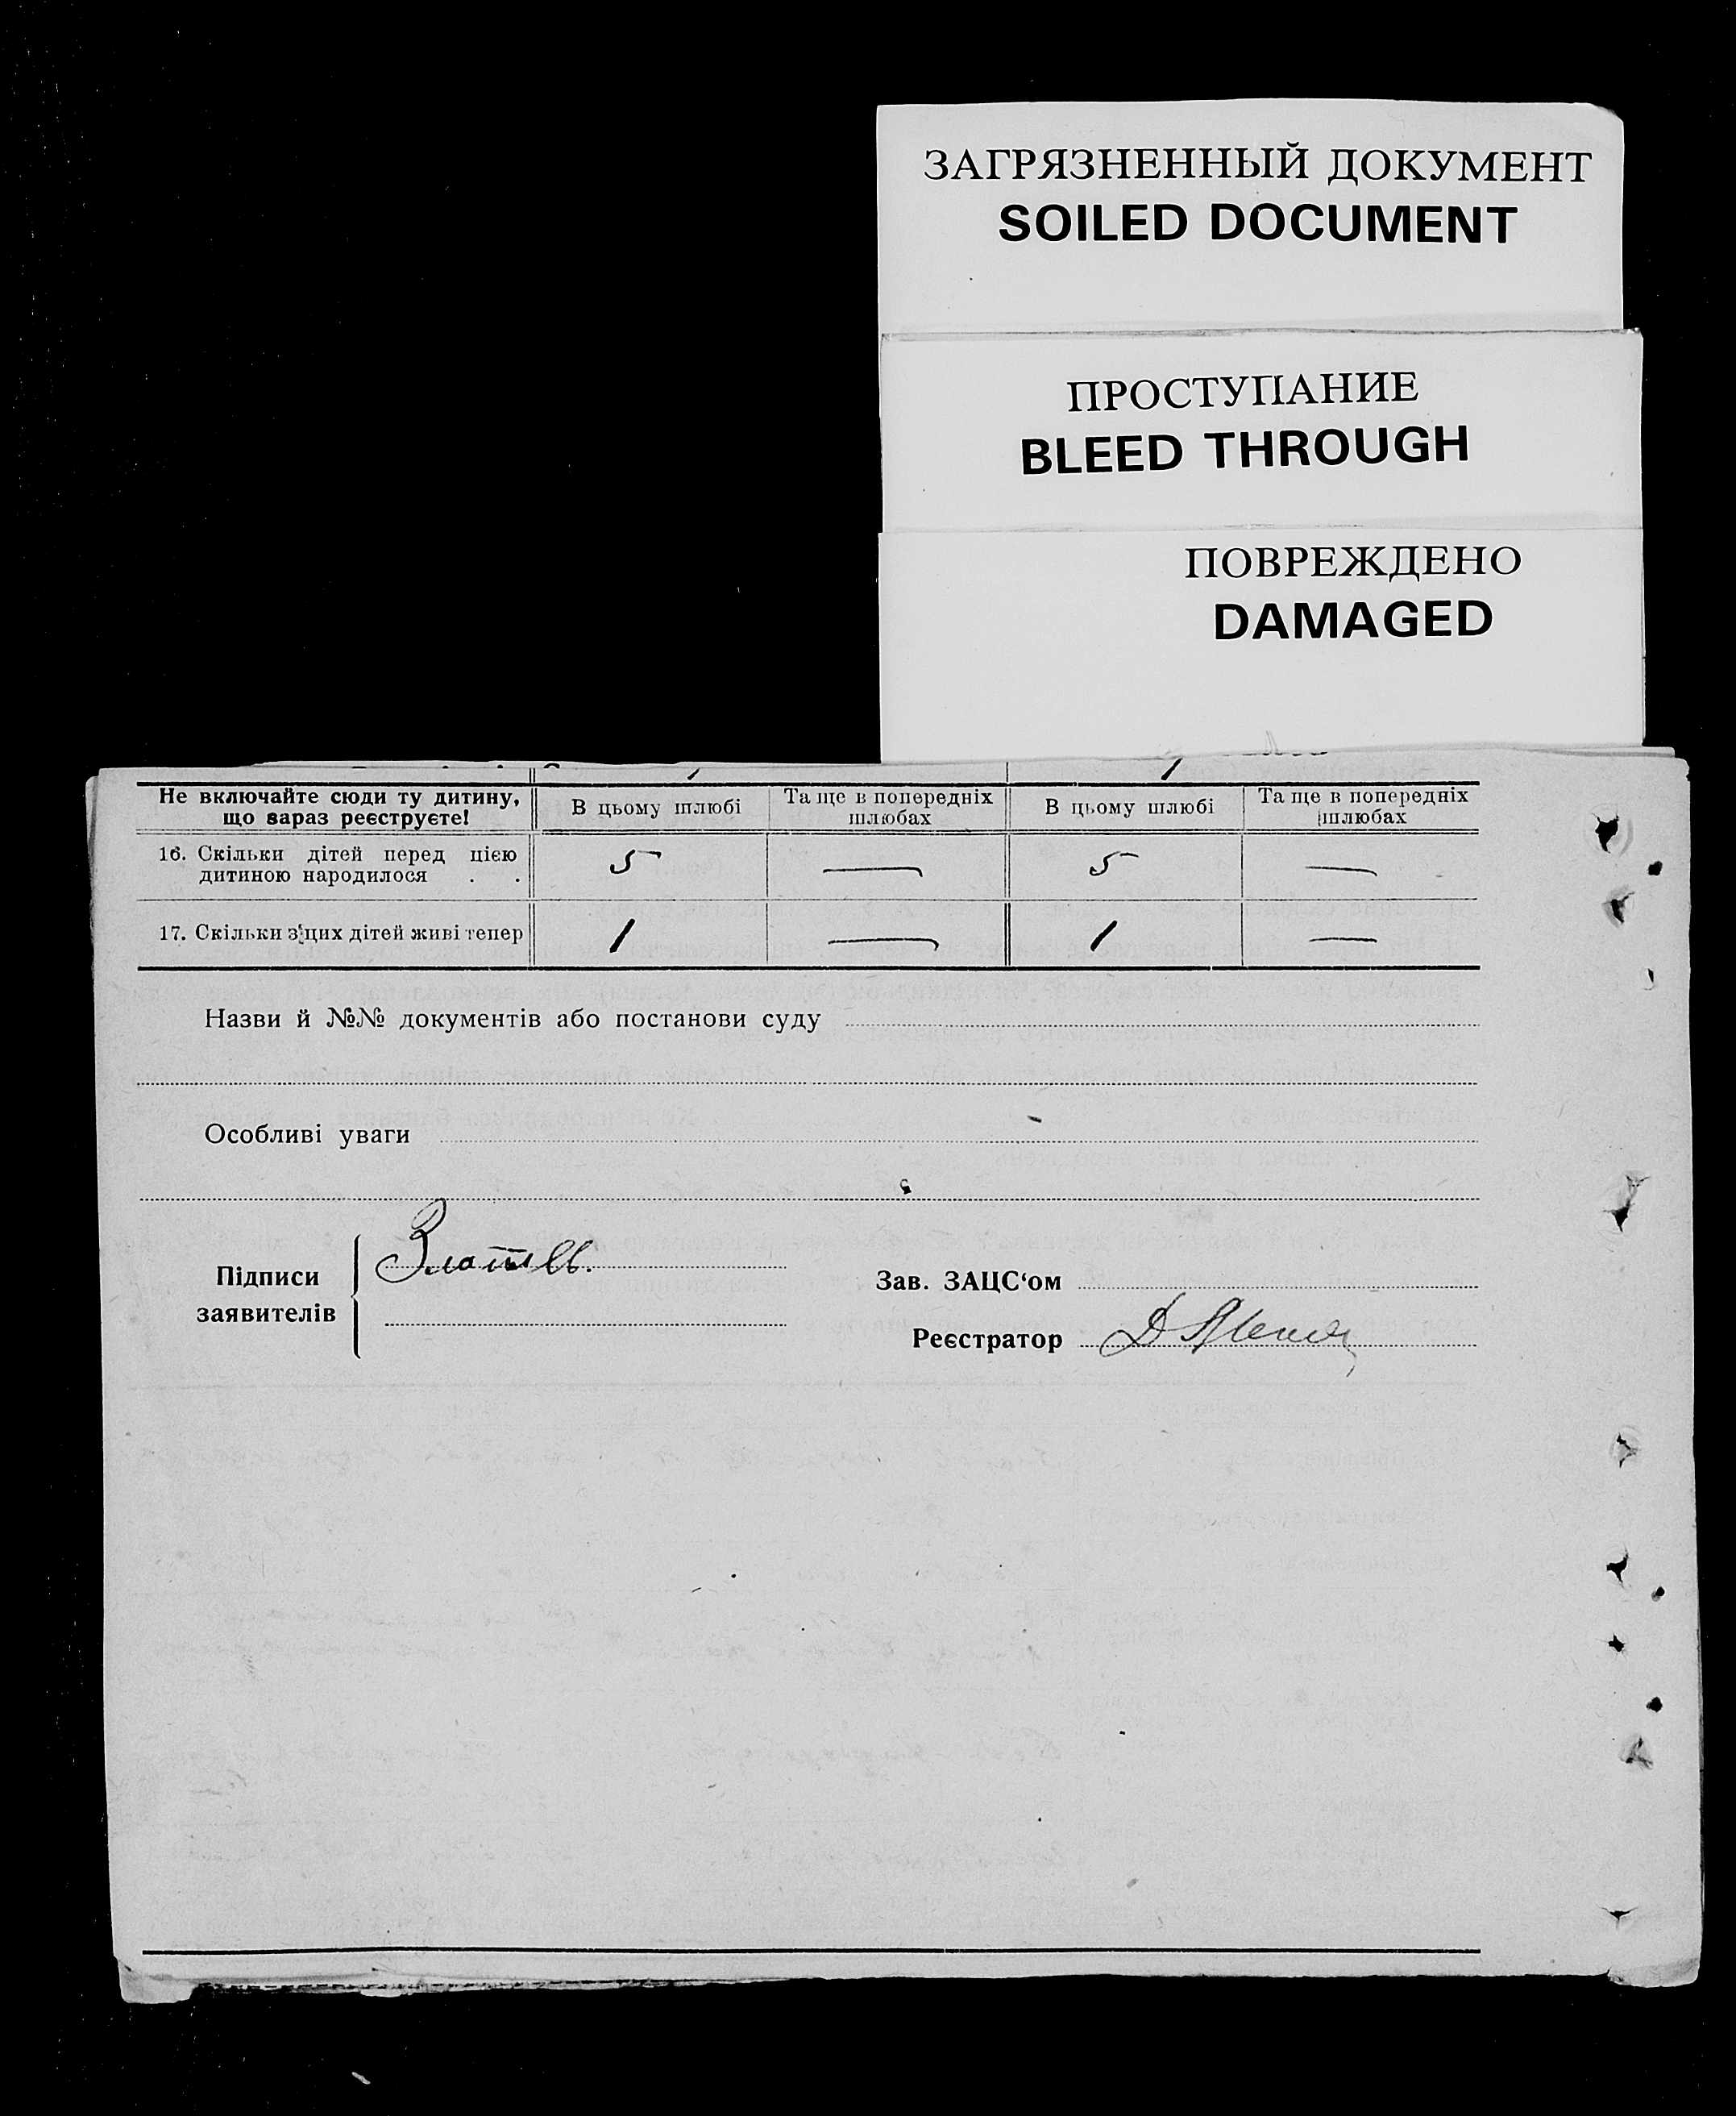 ЗАГРЯЗНЕННЫЙ ДОКУМЕНТ
SOILED DOCUMENT
ПРОСТУПАНИЕ
BLEED THROUGH
ПОВРЕЖДЕНО
DAMAGED
Не включайте сюди ту дитину, що зараз реєструєте!
В цьому шлюбі
Та ще в попередніх шлюбах
В цьому шлюбі
Та ще в попередніх шлюбах
16. Скільки дітей перед цією дитиною народилося . . 5 — 5 —
17. Скільки з цих дітей живі тепер 1 — 1 —
Назви й №№ документів або постанови суду
Особливі уваги
Підписи заявителів
Зав. ЗАЦС‘ом
Реєстратор